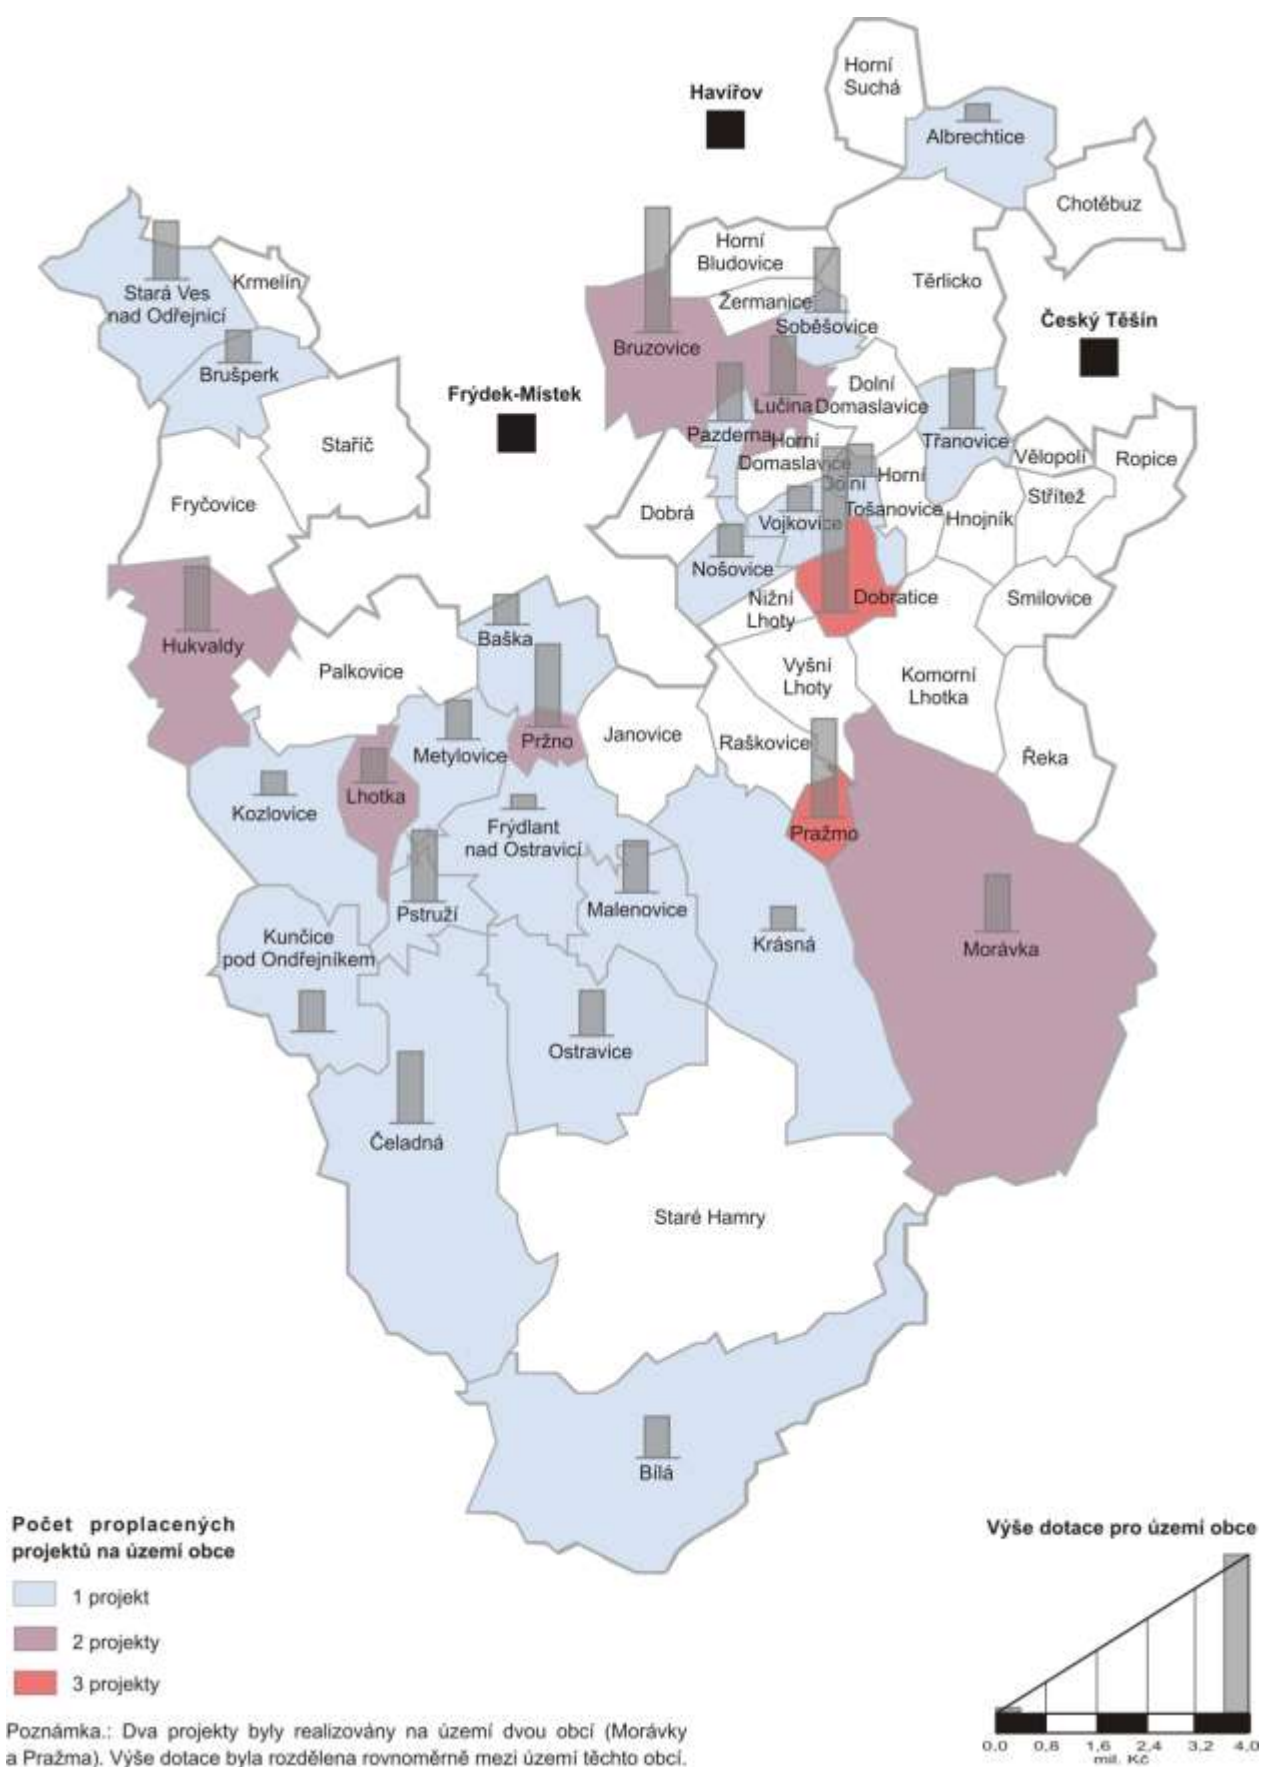 Horní
Suchá
Havířov
Albrechtice
Chotěbuz
Horní
Bludovice
Těrlicko
Krmelín
Stará Ves
nad Odřejnicí
Žermanice
Soběšovice
Český Těšín
Bruzovice
Brušperk
Dolní
Domaslavice
Frýdek-Místek
Lučina
Pazderna
Horní
Domaslavice
Třanovice
Stařič
Vělopolí
Ropice
Dolní
Horní
Tošanovice
Střítež
Fryčovice
Dobrá
Vojkovice
Hnojník
Nošovice
Nižní
Lhoty
Dobratice
Smilovice
Baška
Hukvaldy
Palkovice
Vyšní
Lhoty
Komorní
Lhotka
Janovice
Raškovice
Pržno
Metylovice
Řeka
Lhotka
Kozlovice
Frýdlant
nad Ostravicí
Pražmo
Pstruží
Malenovice
Krásná
Morávka
Kunčice
pod Ondřejníkem
Ostravice
Čeladná
Staré Hamry
Bílá
Počet proplacených
projektů na území obce
1 projekt
2 projekty
3 projekty
Výše dotace pro území obce
0,0 0,8 1,6 2,4 3,2 4,0
mil. Kč
Poznámka.: Dva projekty byly realizovány na území dvou obcí (Morávky
a Pražma). Výše dotace byla rozdělena rovnoměrně mezi území těchto obcí.